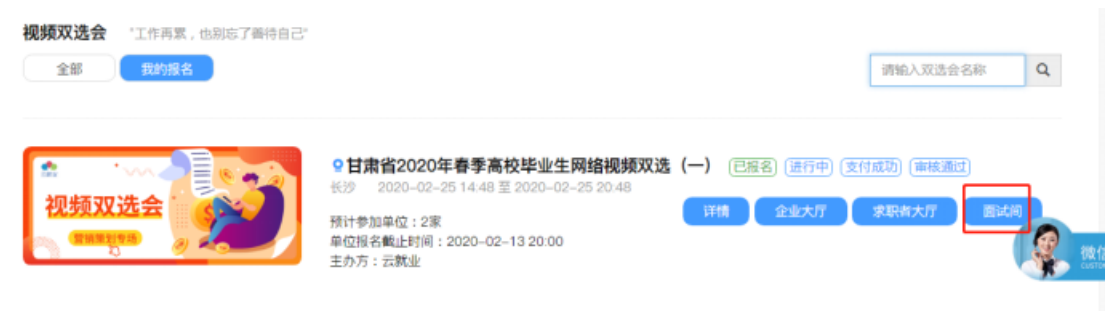 视频双选会 "工作再累，也别忘了善待自己"
全部 我的报名 请输入双选会名称
甘肃省2020年春季高校毕业生网络视频双选（一） 已报名 进行中 支付成功 审核通过
长沙 2020-02-25 14:48 至 2020-02-25 20:48
视频双选会
营销策划专场
详情 企业大厅 求职者大厅 面试间
预计参加单位：2家
单位报名截止时间：2020-02-13 20:00
主办方：云就业
微信